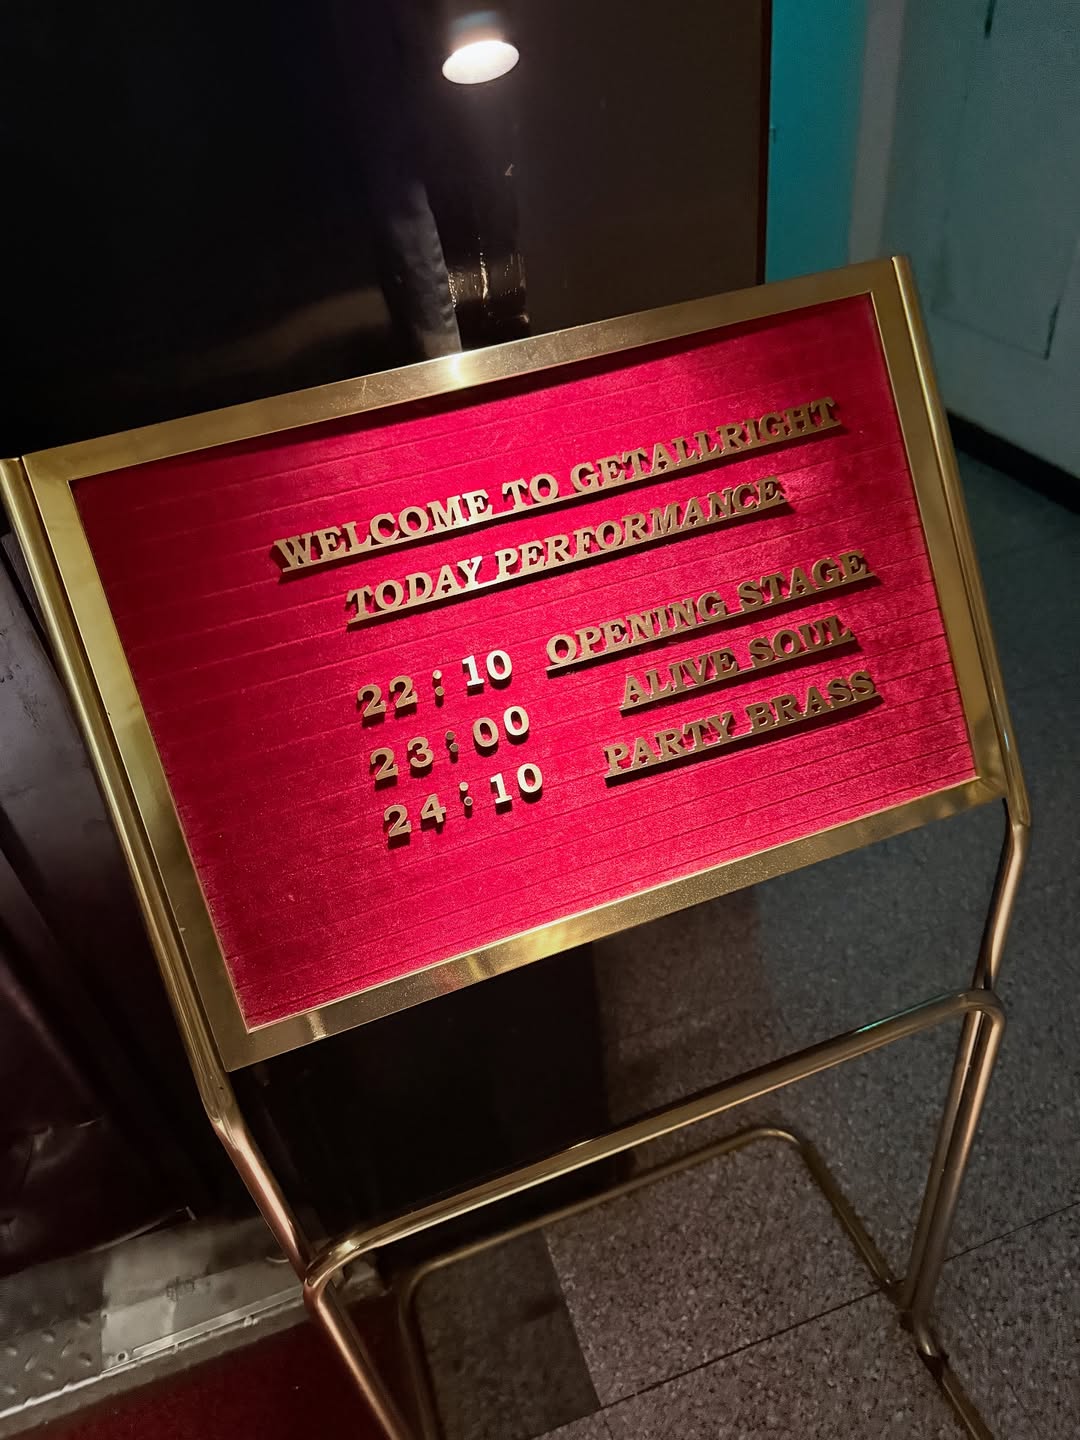 WELCOME TO GETALLRIGHT
TODAY PERFORMANCE
22:10 OPENING STAGE
23:00 ALIVE SOUL
24:10 PARTY BRASS